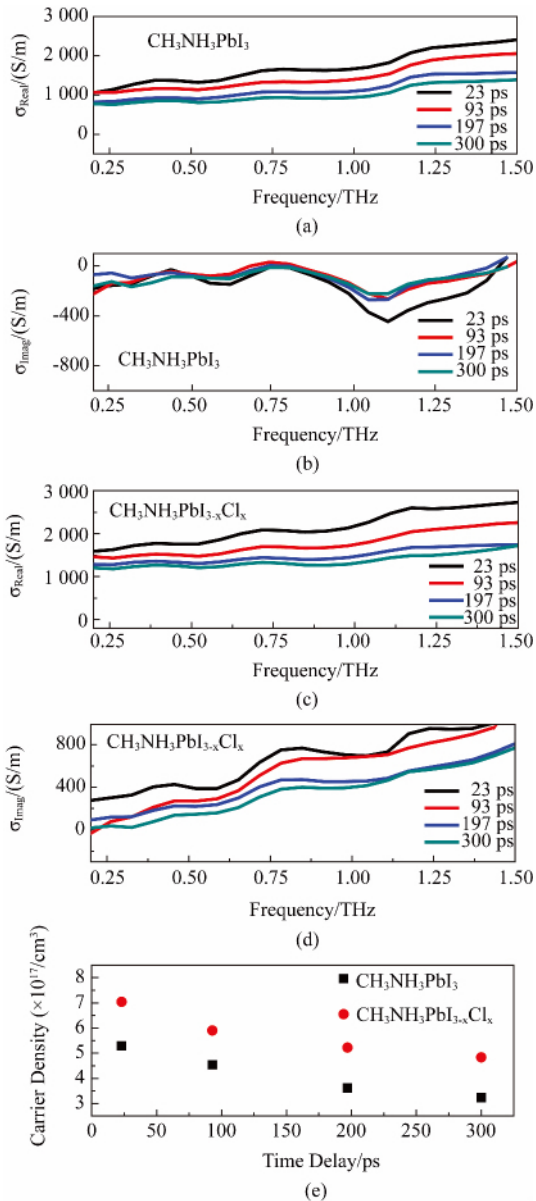 3 000
2 000
1 000
0
σReal/(S/m)
CH₃NH₃PbI₃
23 ps
93 ps
197 ps
300 ps
0.25 0.50 0.75 1.00 1.25 1.50
Frequency/THz
(a)
0
-400
-800
σImag/(S/m)
CH₃NH₃PbI₃
23 ps
93 ps
197 ps
300 ps
0.25 0.50 0.75 1.00 1.25 1.50
Frequency/THz
(b)
3 000
2 000
1 000
0
σReal/(S/m)
CH₃NH₃PbI₃₋ₓClₓ
23 ps
93 ps
197 ps
300 ps
0.25 0.50 0.75 1.00 1.25 1.50
Frequency/THz
(c)
800
400
0
σImag/(S/m)
CH₃NH₃PbI₃₋ₓClₓ
23 ps
93 ps
197 ps
300 ps
0.25 0.50 0.75 1.00 1.25 1.50
Frequency/THz
(d)
8
7
6
5
4
3
Carrier Density (×10¹⁷/cm³)
CH₃NH₃PbI₃
CH₃NH₃PbI₃₋ₓClₓ
0 50 100 150 200 250 300
Time Delay/ps
(e)